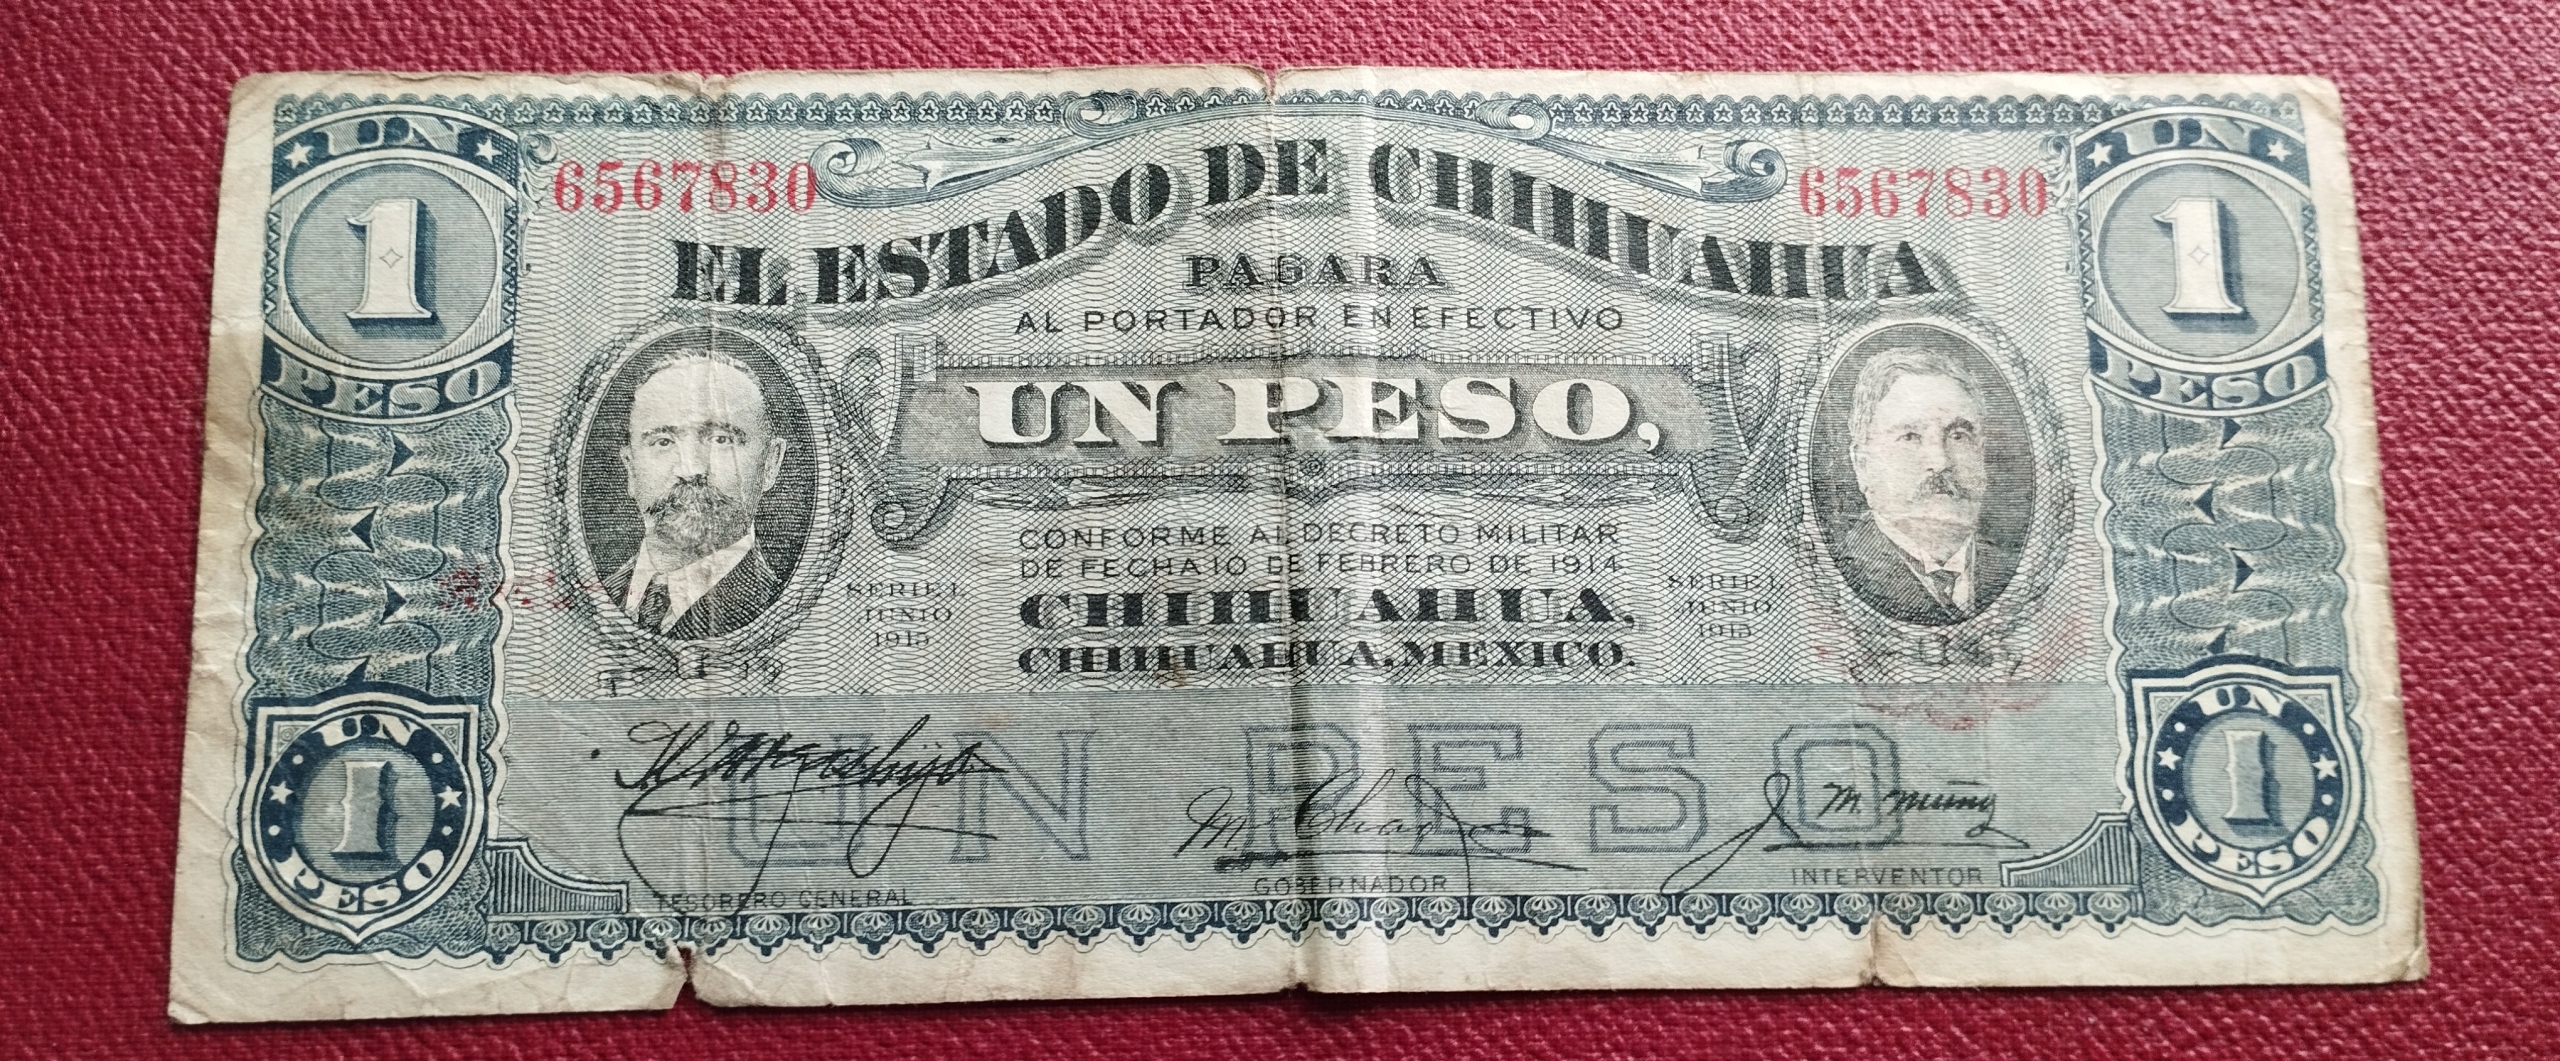 UN
1
PESO
6567830
6567830
UN
1
PESO
EL ESTADO DE CHIHUAHUA
PAGARA
AL PORTADOR EN EFECTIVO
UN PESO,
CONFORME AL DECRETO MILITAR
DE FECHA 10 DE FEBRERO DE 1914
CHIHUAHUA,
CHIHUAHUA, MEXICO.
SERIE
JUNIO
1915
SERIE
JUNIO
1915
UN PESO
UN
1
PESO
TESORERO GENERAL
M.
GOBERNADOR
M.
INTERVENTOR
UN
1
PESO